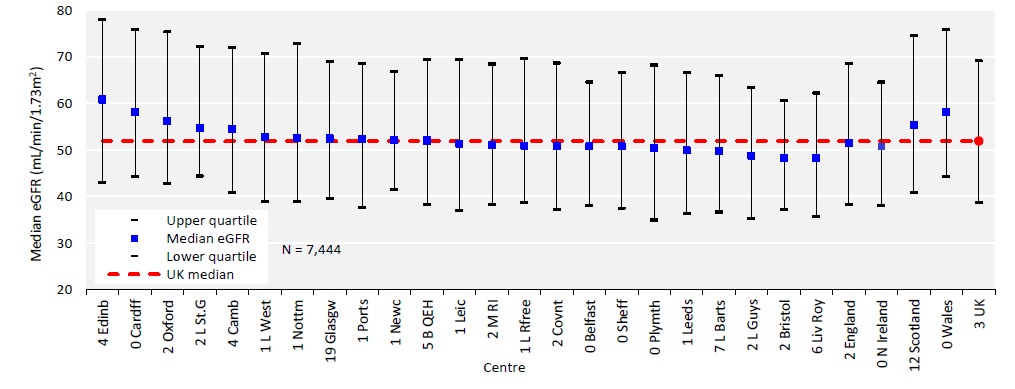 80
70
60
50
40
30
20
Median eGFR (mL/min/1.73m²)
Upper quartile
Median eGFR
Lower quartile
UK median
N = 7,444
4 Edinb
0 Cardff
2 Oxford
2 L St.G
4 Camb
1 L West
1 Nottm
19 Glasgw
1 Ports
1 Newc
5 B QEH
1 Leic
2 M RI
1 L Rfree
2 Covnt
0 Belfast
0 Sheff
0 Plymth
1 Leeds
7 L Barts
2 L Guys
2 Bristol
6 Liv Roy
2 England
0 N Ireland
12 Scotland
0 Wales
3 UK
Centre